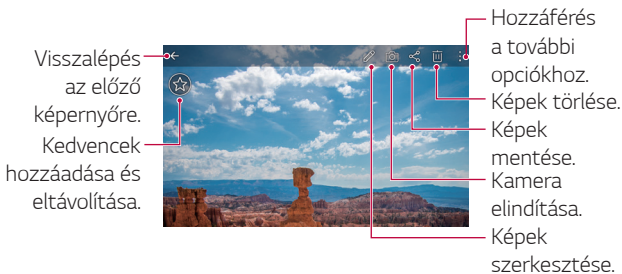 Visszalépés
az előző
képernyőre.
Kedvencek
hozzáadása és
eltávolítása.
Hozzáférés
a további
opciókhoz.
Képek törlése.
Képek
mentése.
Kamera
elindítása.
Képek
szerkesztése.